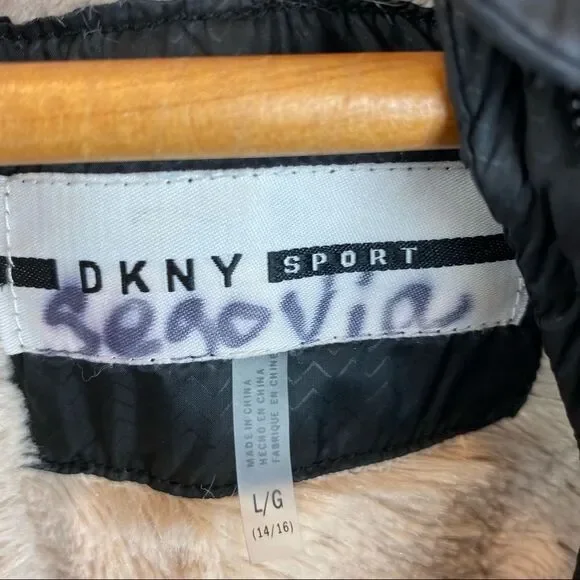 DKNY SPORT
Segovia
MADE IN CHINA
HECHO EN CHINA
FABRIQUE EN CHINE
L/G
(14/16)